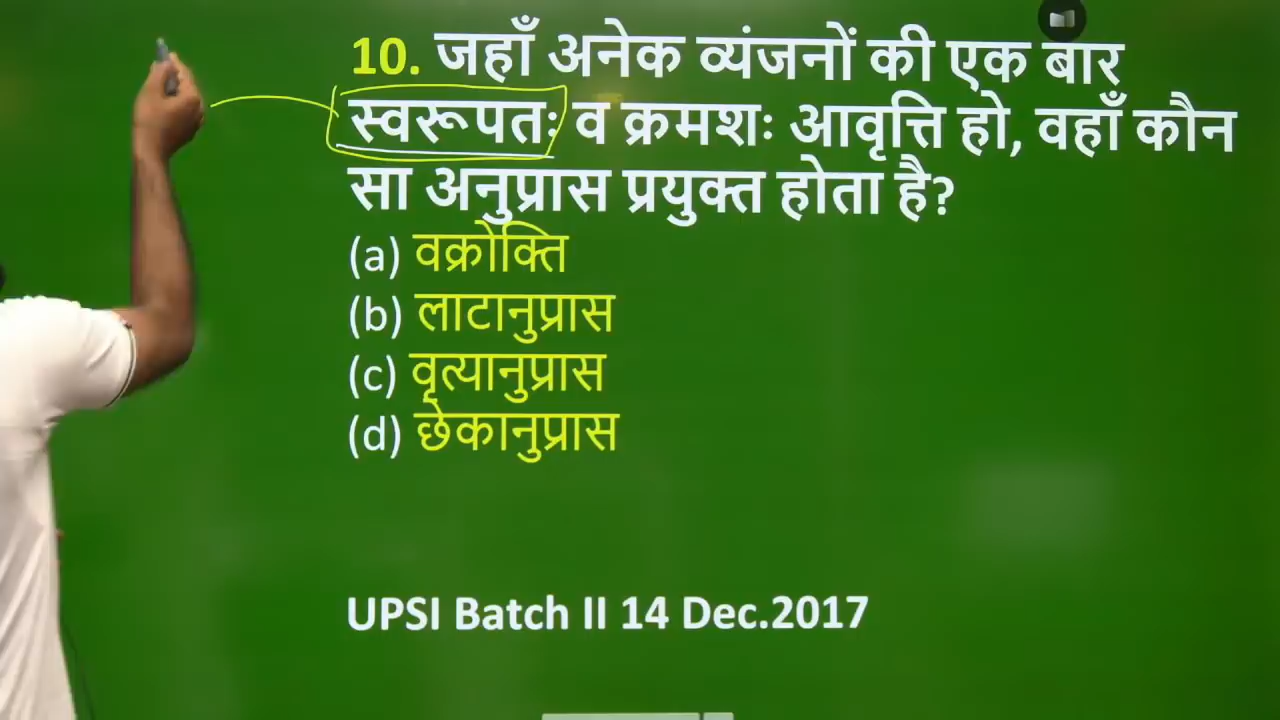 10. जहाँ अनेक व्यंजनों की एक बार
स्वरूपतः व क्रमशः आवृत्ति हो, वहाँ कौन
सा अनुप्रास प्रयुक्त होता है?
(a) वक्रोक्ति
(b) लाटानुप्रास
(c) वृत्यानुप्रास
(d) छेकानुप्रास
UPSI Batch II 14 Dec.2017